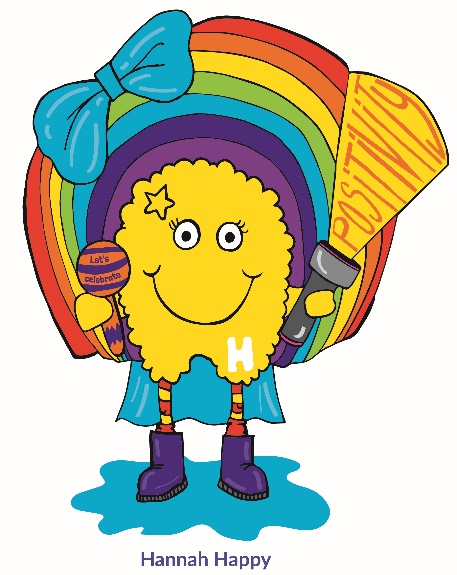 POSITIVITY
Let's
celebrate
H
Hannah Happy